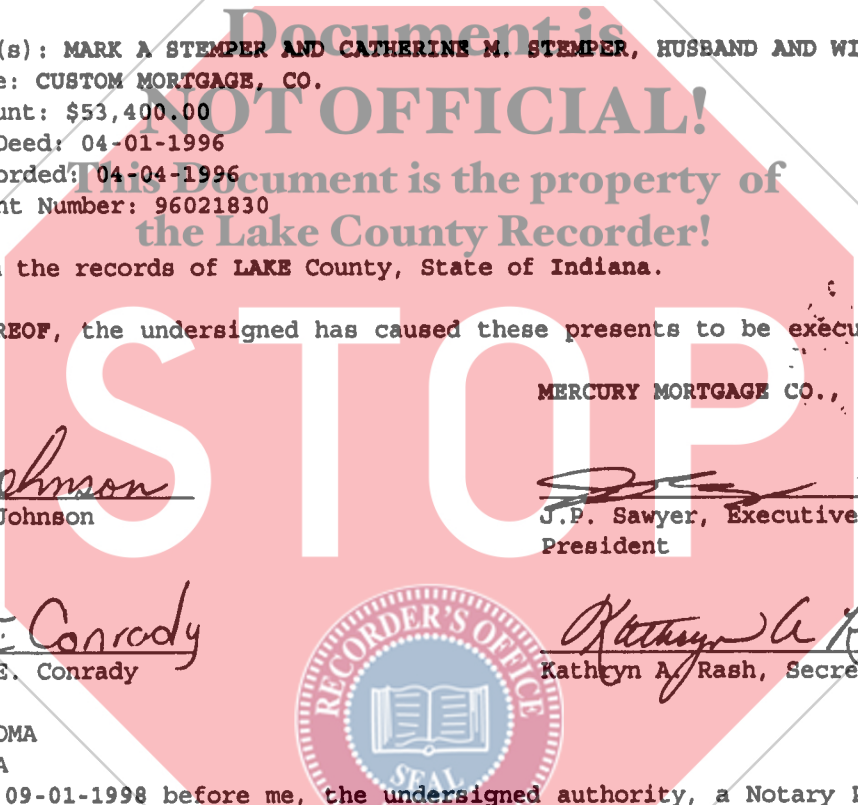 Document is
(s): MARK A STEMPER AND CATHERINE M. STEMPER, HUSBAND AND WI
e: CUSTOM MORTGAGE, CO.
unt: $53,400.00
NOT OFFICIAL!
Deed: 04-01-1996
orded: 04-04-1996
This Document is the property of
nt Number: 96021830
the Lake County Recorder!
the records of LAKE County, State of Indiana.
REOF, the undersigned has caused these presents to be execu
STOP
MERCURY MORTGAGE CO.,
ohnson
Johnson
J.P. Sawyer, Executive
President
E Conrady
Kathryn A
E. Conrady
Kathryn A. Rash, Secre
RECORDER'S OFFICE
SEAL
OMA
A
09-01-1998 before me, the undersigned authority, a Notary